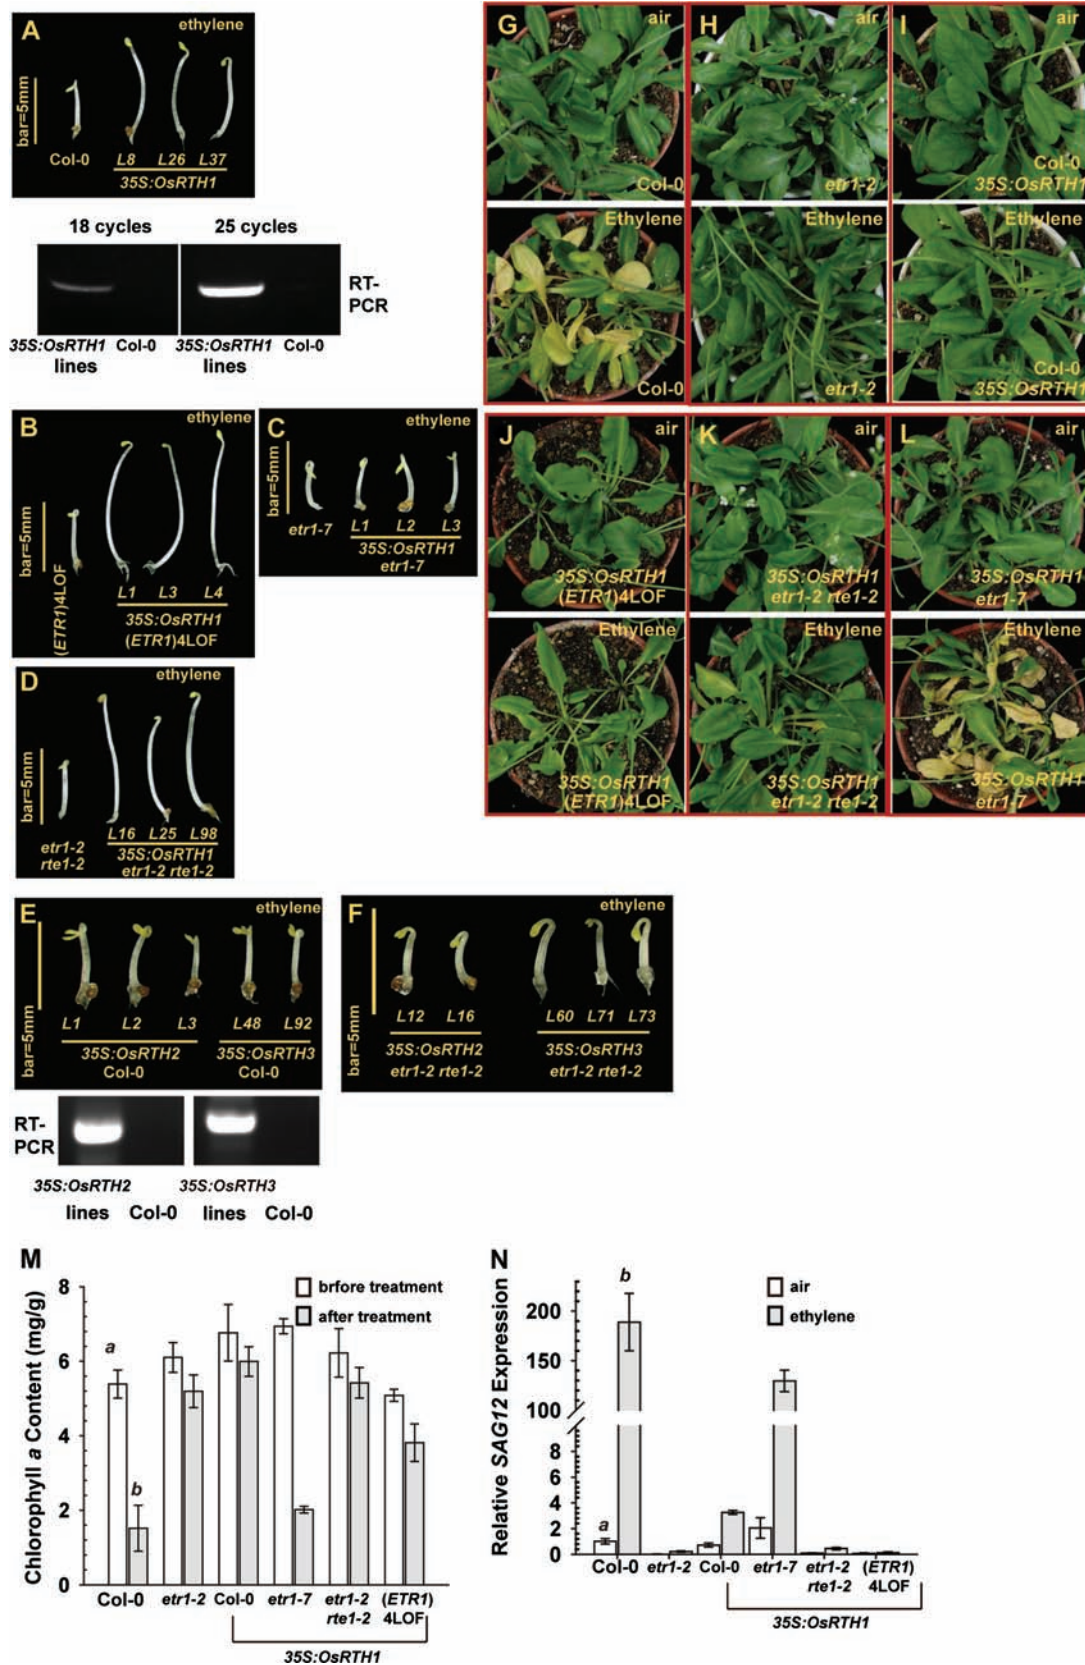 A
ethylene
bar=5mm
Col-0
L8 L26 L37
35S:OsRTH1
18 cycles 25 cycles
RT-
PCR
35S:OsRTH1 Col-0 35S:OsRTH1 Col-0
lines lines
B
ethylene
bar=5mm
(ETR1)4LOF
L1 L3 L4
35S:OsRTH1
(ETR1)4LOF
C
ethylene
bar=5mm
etr1-7
L1 L2 L3
35S:OsRTH1
etr1-7
D
ethylene
bar=5mm
etr1-2
rte1-2
L16 L25 L98
35S:OsRTH1
etr1-2 rte1-2
E
ethylene
bar=5mm
L1 L2 L3 L48 L92
35S:OsRTH2 35S:OsRTH3
Col-0 Col-0
RT-
PCR
35S:OsRTH2 35S:OsRTH3
lines Col-0 lines Col-0
F
ethylene
bar=5mm
L12 L16 L60 L71 L73
35S:OsRTH2 35S:OsRTH3
etr1-2 rte1-2 etr1-2 rte1-2
G
air
Col-0
Ethylene
Col-0
H
air
etr1-2
Ethylene
etr1-2
I
air
Col-0
35S:OsRTH1
Ethylene
Col-0
35S:OsRTH1
J
air
35S:OsRTH1
(ETR1)4LOF
Ethylene
35S:OsRTH1
(ETR1)4LOF
K
air
35S:OsRTH1
etr1-2 rte1-2
Ethylene
35S:OsRTH1
etr1-2 rte1-2
L
air
35S:OsRTH1
etr1-7
Ethylene
35S:OsRTH1
etr1-7
M
Chlorophyll a Content (mg/g)
8
6
4
2
0
brfore treatment
after treatment
a
b
Col-0 etr1-2 Col-0 etr1-7 etr1-2 (ETR1)
rte1-2 4LOF
35S:OsRTH1
N
Relative SAG12 Expression
200
150
100
8
6
4
2
0
air
ethylene
b
a
Col-0 etr1-2 Col-0 etr1-7 etr1-2 (ETR1)
rte1-2 4LOF
35S:OsRTH1